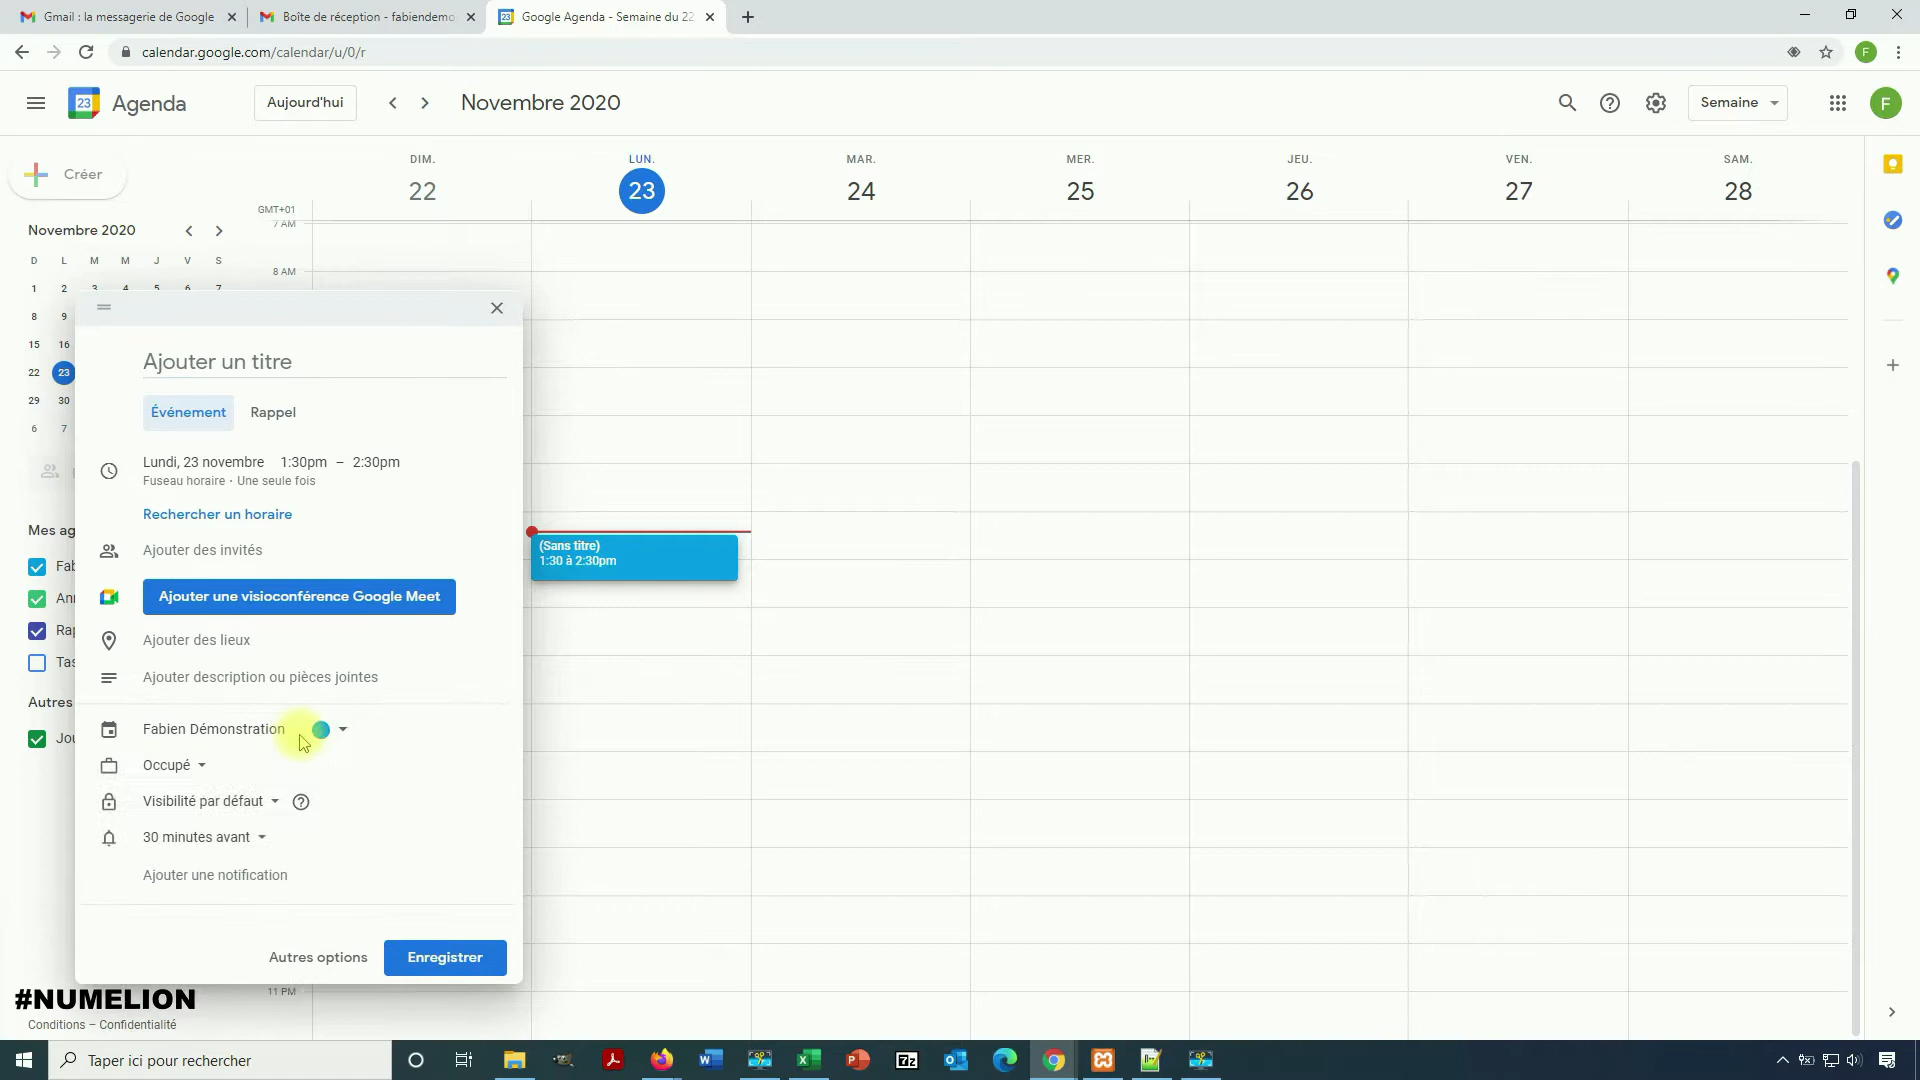 Gmail : la messagerie de Google
Boîte de réception - fabiendemo
Google Agenda - Semaine du 22
calendar.google.com/calendar/u/0/r
F
23
Agenda
Aujourd'hui
Novembre 2020
Semaine
F
Créer
DIM.
LUN.
MAR.
MER.
JEU.
VEN.
SAM.
22
23
24
25
26
27
28
GMT+01
7 AM
8 AM
Novembre 2020
D L M M J V S
1 2 3 4 5 6 7
8 9
15 16
22 23
29 30
6 7
Mes ag
Fab
Ann
Rap
Tas
Autres
Jou
Ajouter un titre
Événement
Rappel
Lundi, 23 novembre 1:30pm – 2:30pm
Fuseau horaire · Une seule fois
Rechercher un horaire
Ajouter des invités
Ajouter une visioconférence Google Meet
Ajouter des lieux
Ajouter description ou pièces jointes
Fabien Démonstration
Occupé
Visibilité par défaut
30 minutes avant
Ajouter une notification
Autres options
Enregistrer
(Sans titre)
1:30 à 2:30pm
11 PM
#NUMELION
Conditions – Confidentialité
Taper ici pour rechercher
7z